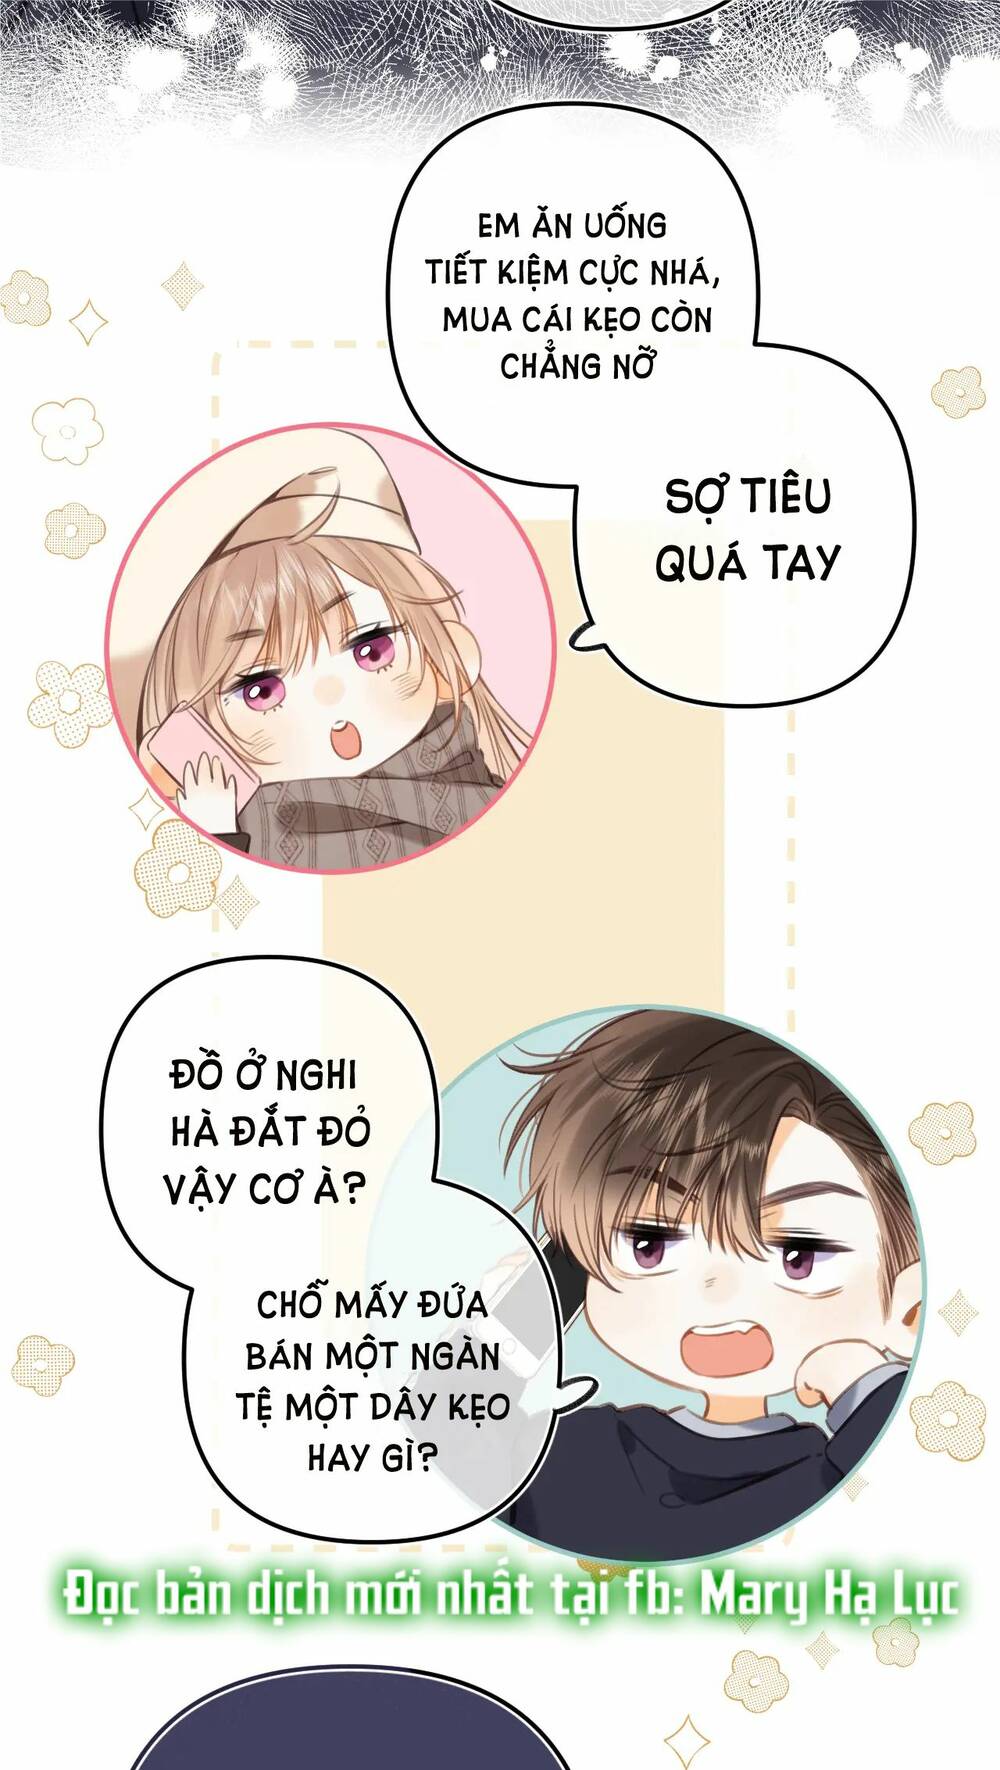 EM ĂN UỐNG
TIẾT KIỆM CỰC NHÁ,
MUA CÁI KẸO CÒN
CHẲNG NỠ
SỢ TIÊU
QUÁ TAY
ĐỒ Ở NGHI
HÀ ĐẮT ĐỎ
VẬY CƠ À?
CHỖ MẤY ĐỨA
BÁN MỘT NGÀN
TỆ MỘT DÂY KẸO
HAY GÌ?
Đọc bản dịch mới nhất tại fb: Mary Hạ Lục